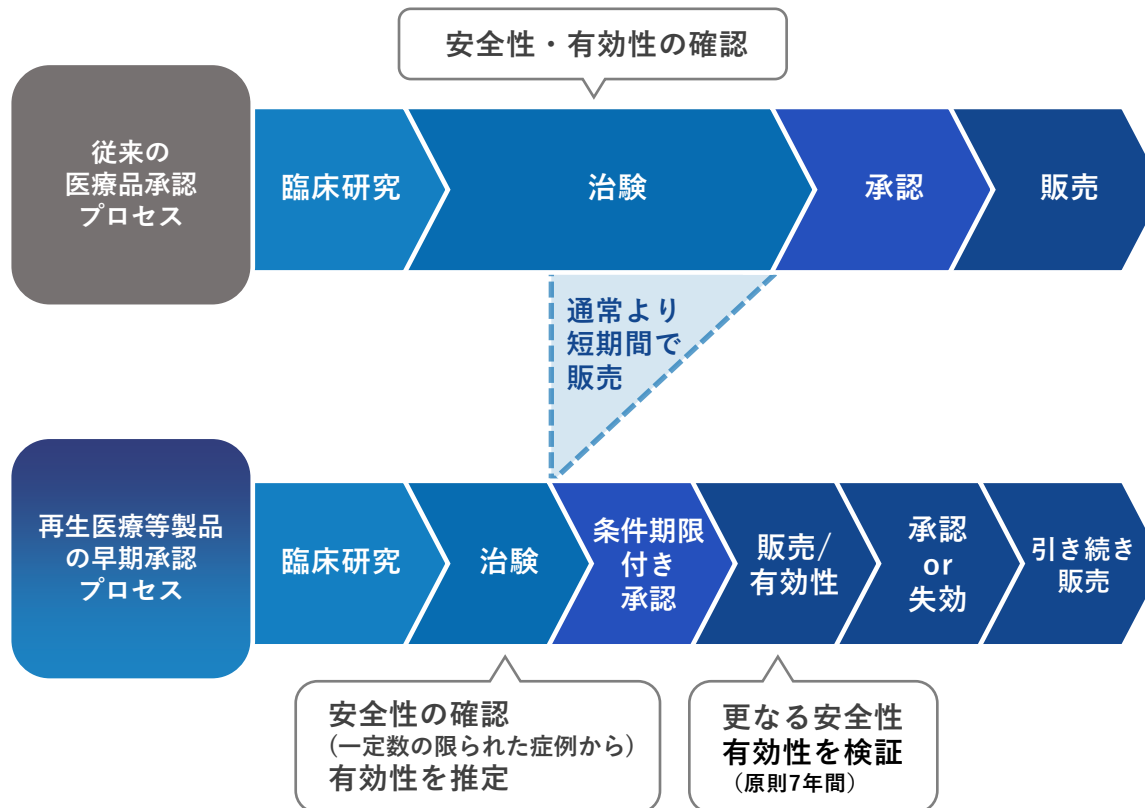 安全性・有効性の確認
従来の
医療品承認
プロセス
臨床研究
治験
承認
販売
通常より
短期間で
販売
再生医療等製品
の早期承認
プロセス
臨床研究
治験
条件期限
付き
承認
販売/
有効性
承認
or
失効
引き続き
販売
安全性の確認
(一定数の限られた症例から)
有効性を推定
更なる安全性
有効性を検証
(原則7年間)